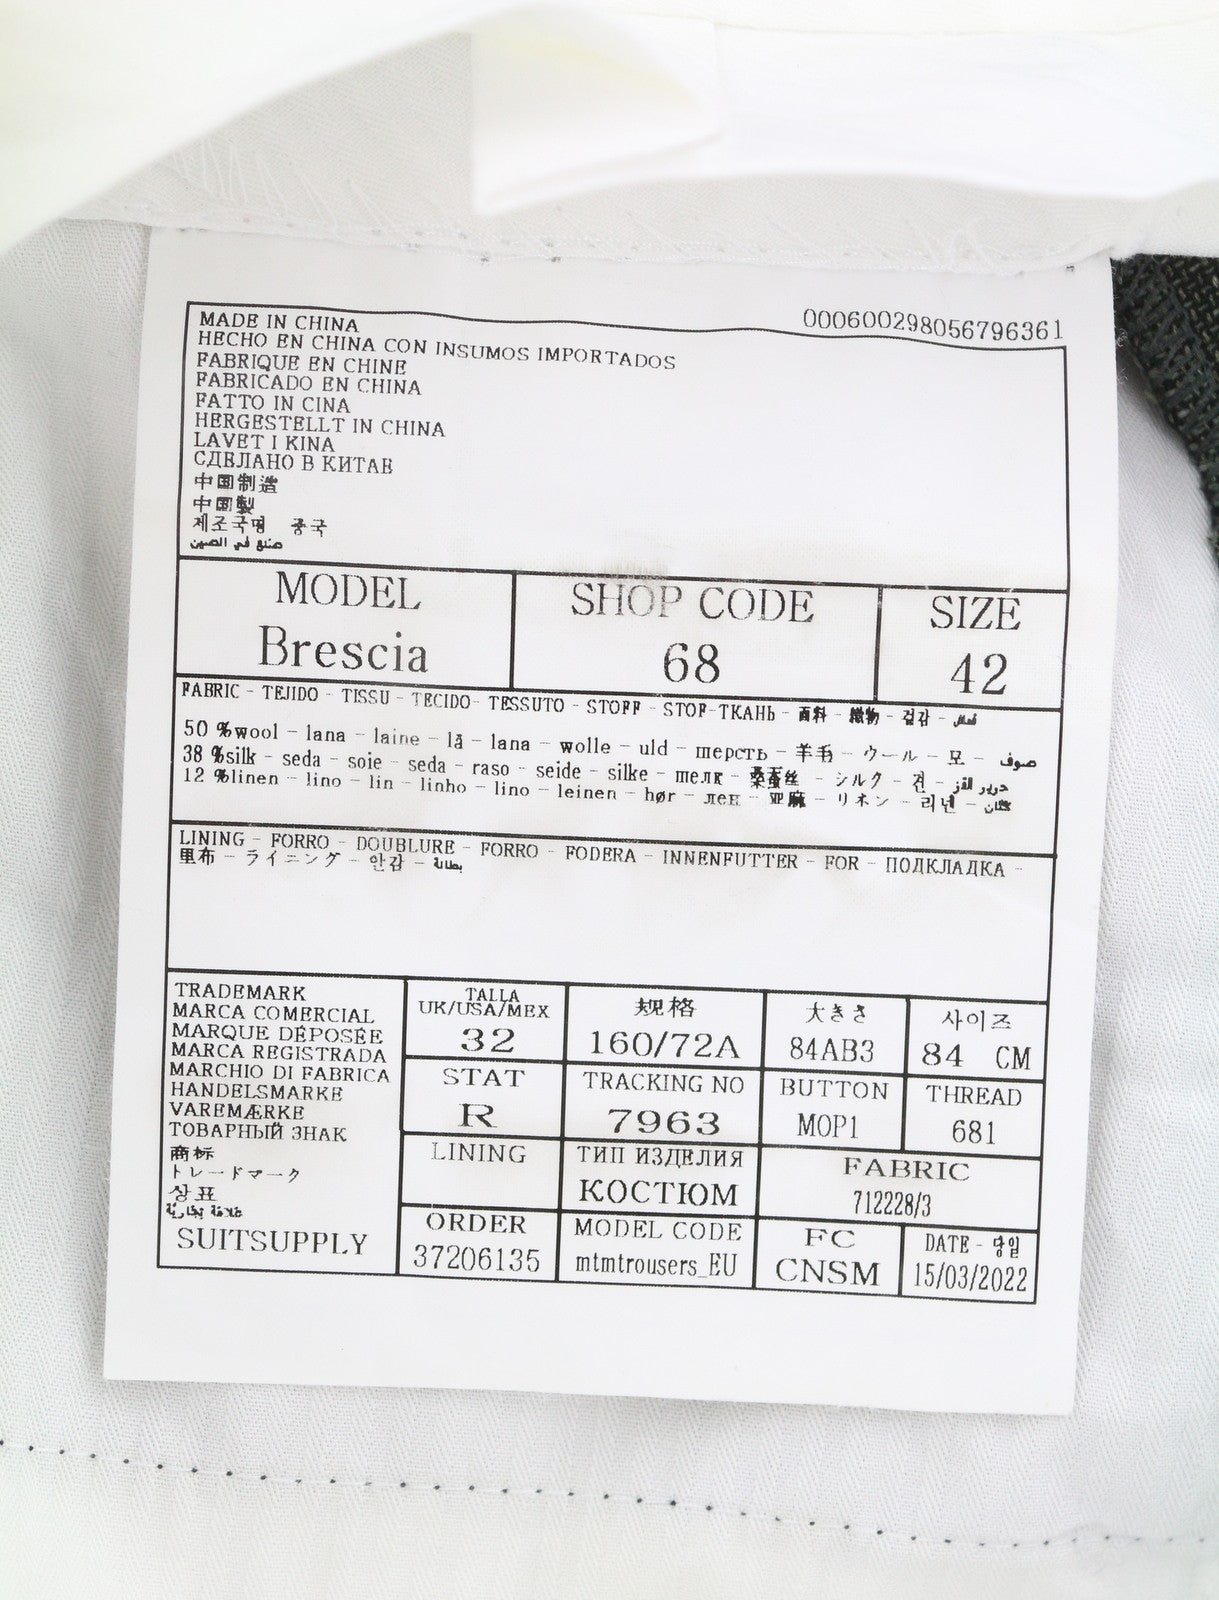 000600298056796361
MADE IN CHINA
HECHO EN CHINA CON INSUMOS IMPORTADOS
FABRIQUE EN CHINE
FABRICADO EN CHINA
FATTO IN CINA
HERGESTELLT IN CHINA
LAVET I KINA
СДЕЛАНО В КИТАЕ
中国制造
中国製
제조국명 중국
صنع في الصين
MODEL
Brescia
SHOP CODE
68
SIZE
42
FABRIC - TEJIDO - TISSU - TECIDO- TESSUTO - STOFF - STOF-ТКАНЬ - 面料 - 織物 - 겉감 - قماش
50 %wool - lana - laine - lã - lana - wolle - uld - шерсть - 羊毛 - ウール - 모 - صوف
38 %silk - seda - soie - seda - raso - seide - silke - шелк - 桑蚕丝 - シルク - 견 - حرير القز
12 %linen - lino - lin - linho - lino - leinen - hør - лен - 亚麻 - リネン - 리넨 - كتان
LINING - FORRO - DOUBLURE - FORRO - FODERA - INNENFUTTER - FOR - ПОДКЛАДКА -
里布 - ライニング - 안감 - بطانة
TRADEMARK
MARCA COMERCIAL
MARQUE DÉPOSÉE
MARCA REGISTRADA
MARCHIO DI FABRICA
HANDELSMARKE
VAREMÆRKE
ТОВАРНЫЙ ЗНАК
商标
トレードマーク
상표
علامة تجارية
SUITSUPPLY
TALLA
UK/USA/MEX
32
规格
160/72A
大きさ
84AB3
사이즈
84 CM
STAT
R
TRACKING NO
7963
BUTTON
MOP1
THREAD
681
LINING
ТИП ИЗДЕЛИЯ
КОСТЮМ
FABRIC
712228/3
ORDER
37206135
MODEL CODE
mtmtrousers_EU
FC
CNSM
DATE -
15/03/2022